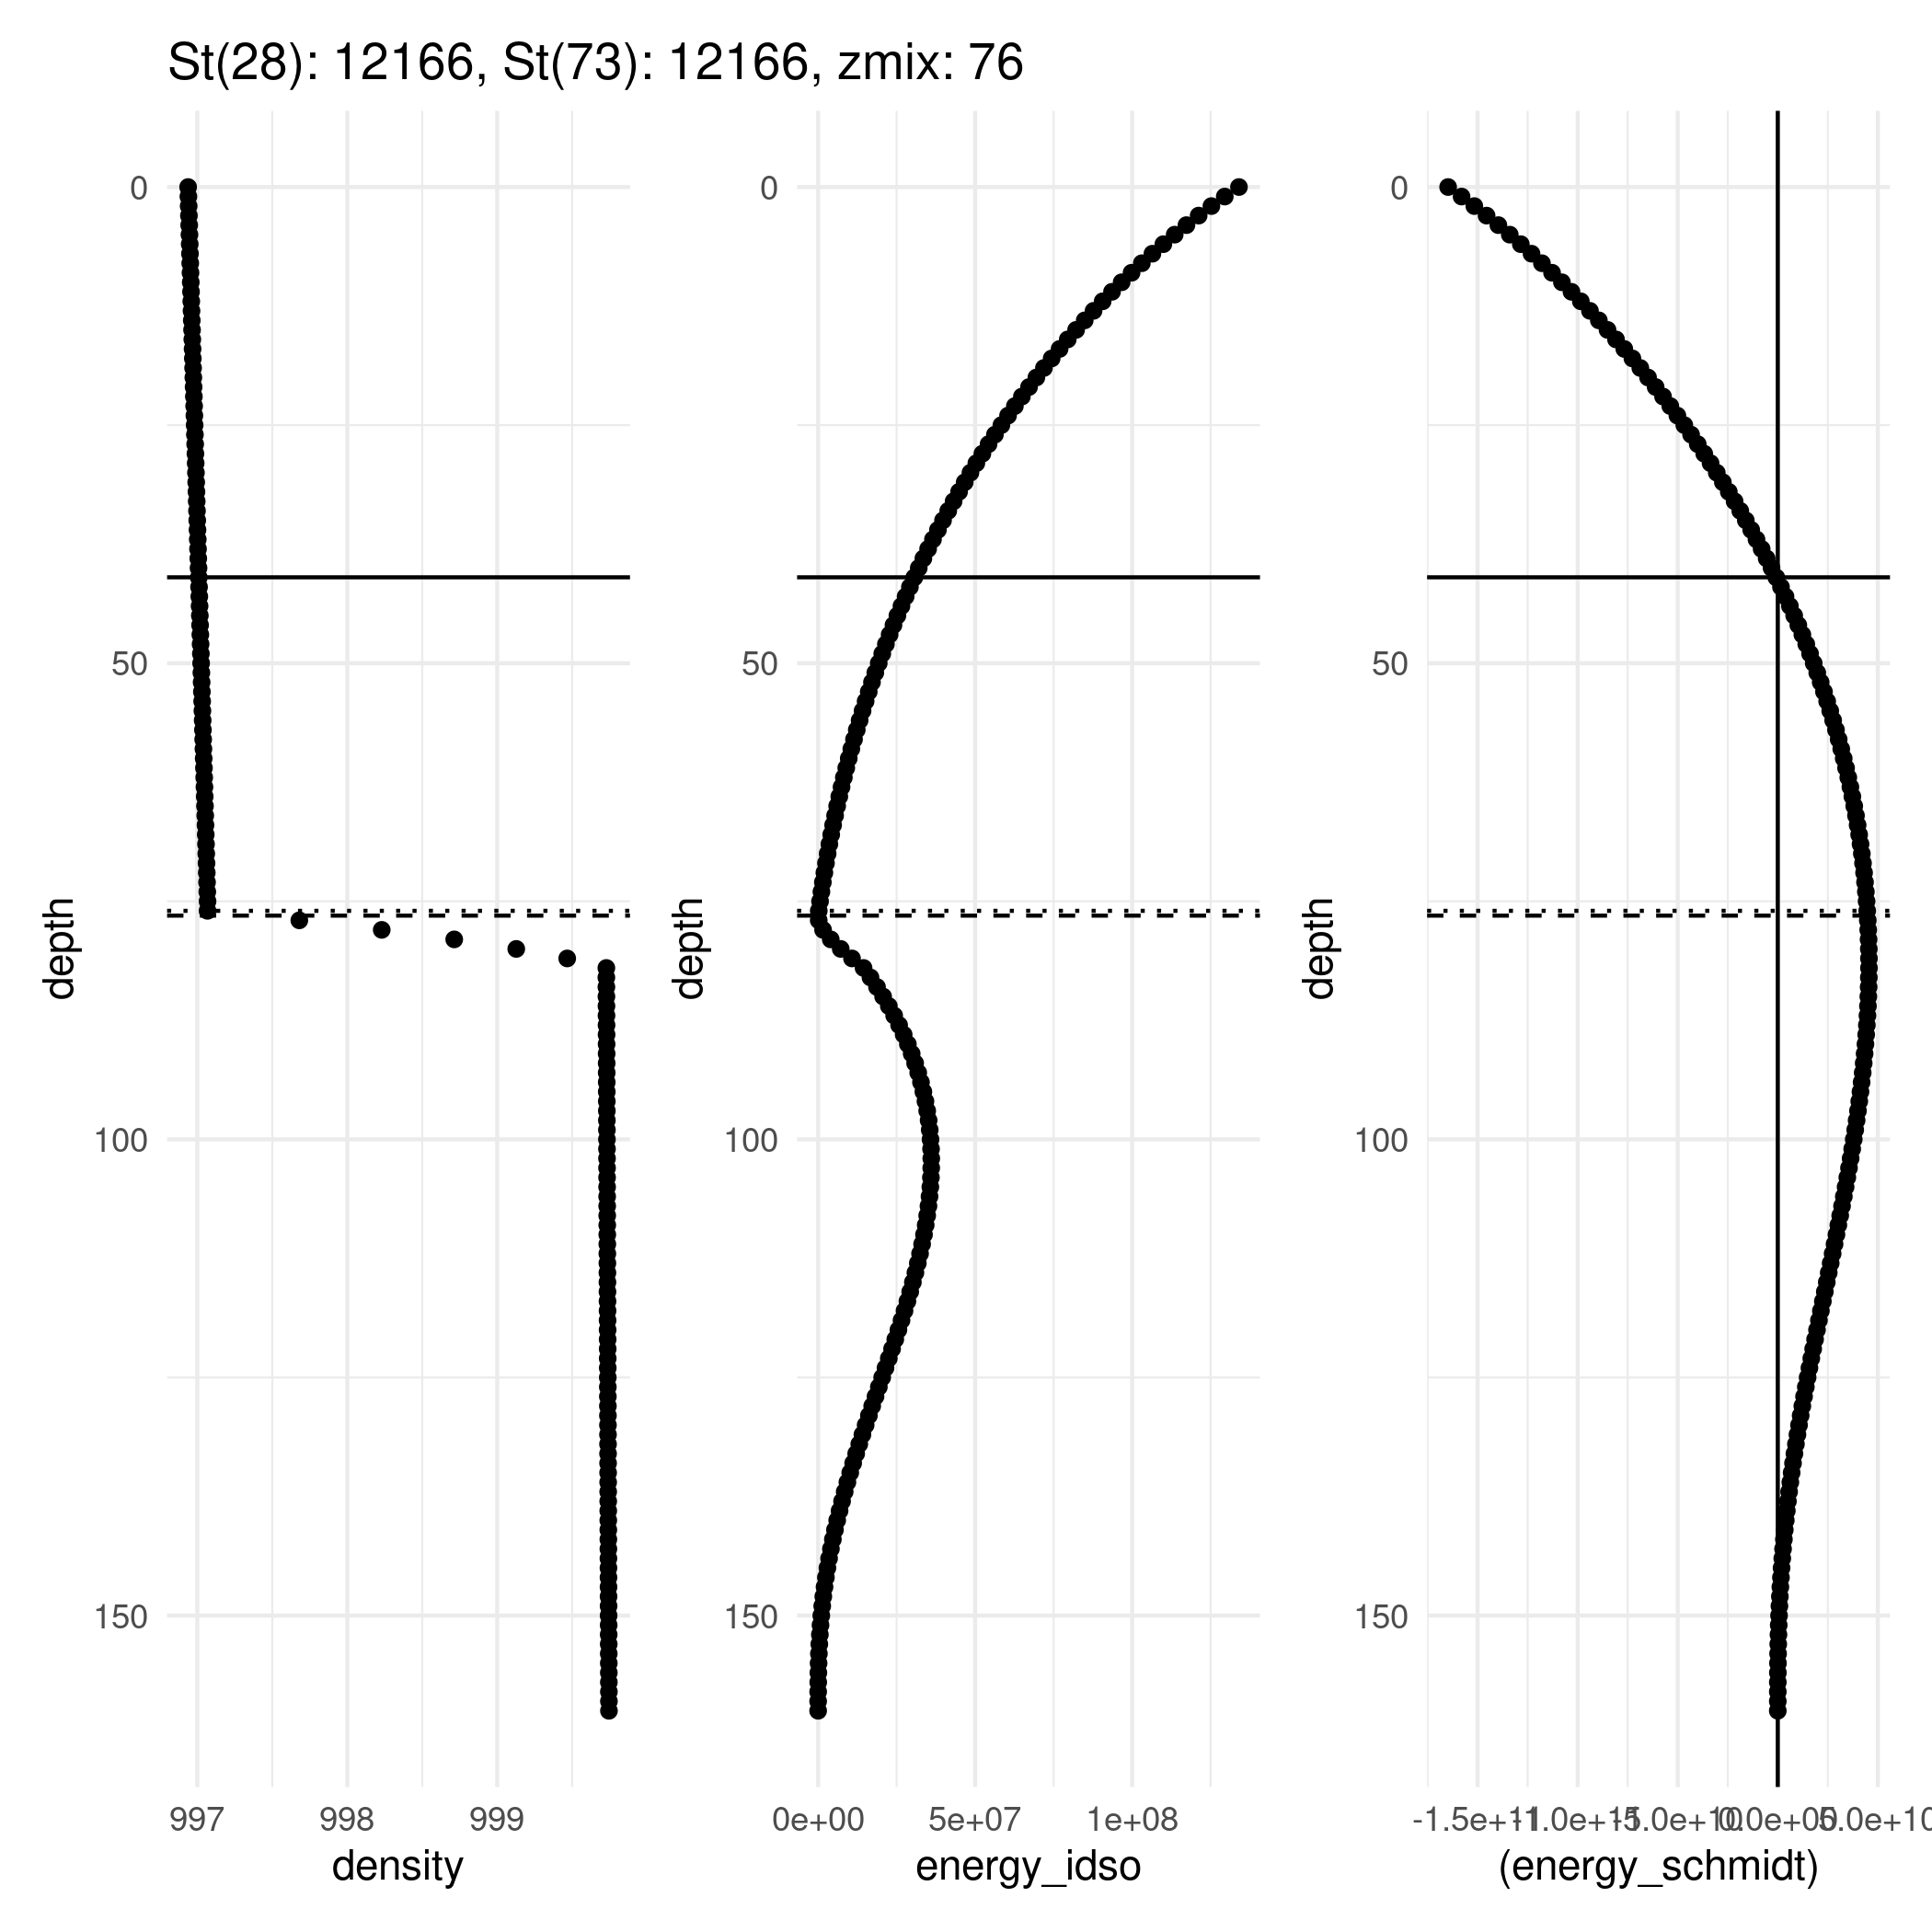 St(28): 12166, St(73): 12166, zmix: 76
0
50
100
150
depth
997 998 999
density
0
50
100
150
depth
0e+00 5e+07 1e+08
energy_idso
0
50
100
150
depth
(energy_schmidt)